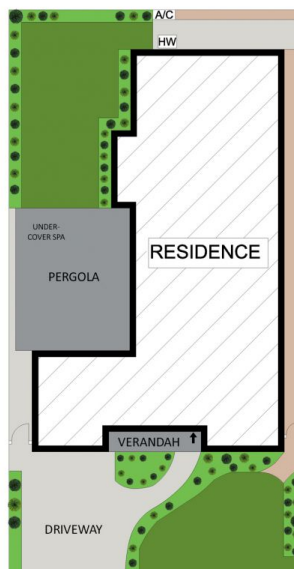 A/C
HW
UNDER-
COVER SPA
RESIDENCE
PERGOLA
VERANDAH
DRIVEWAY